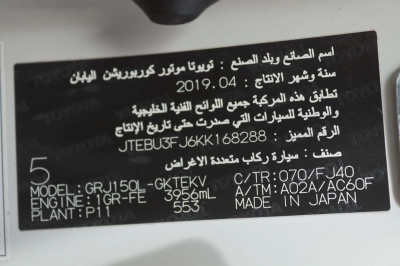 اسم الصانع وبلد الصنع : تويوتا موتور كوربوريشن اليابان
سنة وشهر الانتاج : 2019.04
تطابق هذه المركبة جميع اللوائح الفنية الخليجية
والوطنية للسيارات التي صدرت حتى تاريخ الإنتاج
الرقم المميز : JTEBU3FJ6KK168288
صنف : سيارة ركاب متعددة الاغراض
5
MODEL: GRJ150L-GKTEKV C/TR: 070/FJ40
ENGINE: 1GR-FE 3956mL A/TM: A02A/AC60F
PLANT: P11 553 MADE IN JAPAN